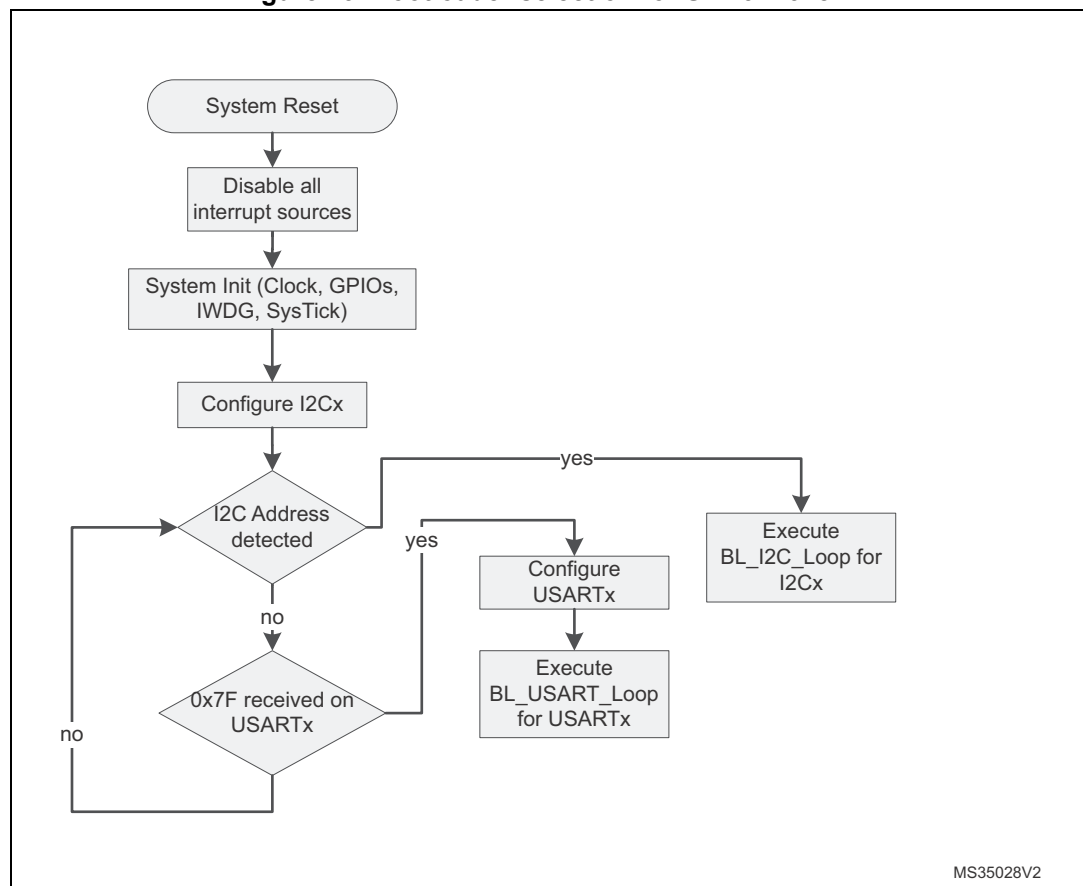 System Reset
Disable all
interrupt sources
System Init (Clock, GPIOs,
IWDG, SysTick)
Configure I2Cx
yes
I2C Address
detected
yes
Execute
BL_I2C_Loop for
I2Cx
Configure
USARTx
no
Execute
BL_USART_Loop
for USARTx
0x7F received on
USARTx
no
MS35028V2